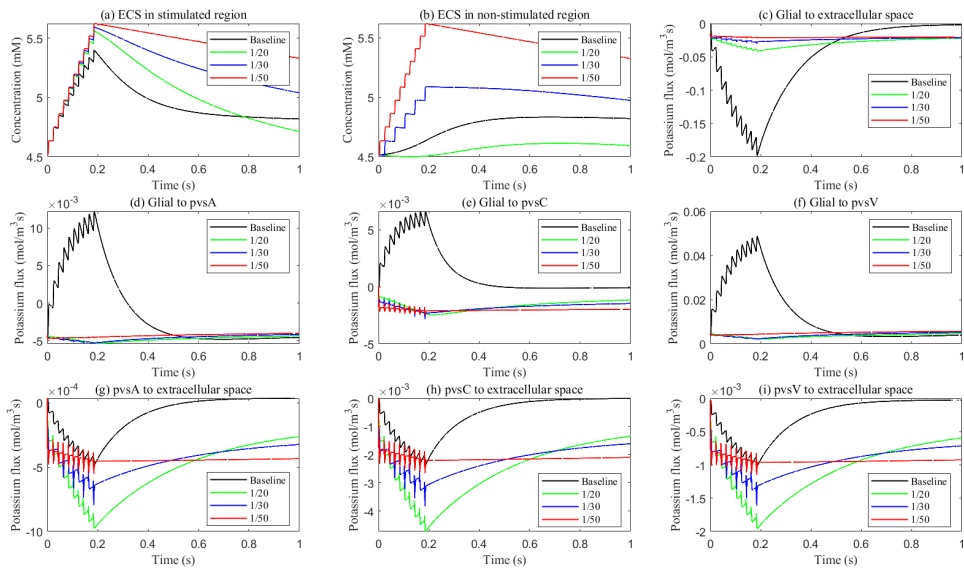 (a) ECS in stimulated region
Concentration (mM)
5.5
5
4.5
0 0.2 0.4 0.6 0.8 1
Time (s)
Baseline
1/20
1/30
1/50
(b) ECS in non-stimulated region
Concentration (mM)
5.5
5
4.5
0 0.2 0.4 0.6 0.8 1
Time (s)
Baseline
1/20
1/30
1/50
(c) Glial to extracellular space
Potassium flux (mol/m³s)
0
-0.05
-0.1
-0.15
-0.2
0 0.2 0.4 0.6 0.8 1
Time (s)
Baseline
1/20
1/30
1/50
(d) Glial to pvsA
×10⁻³
Potassium flux (mol/m³s)
10
5
0
-5
0 0.2 0.4 0.6 0.8 1
Time (s)
Baseline
1/20
1/30
1/50
(e) Glial to pvsC
×10⁻³
Potassium flux (mol/m³s)
5
0
-5
0 0.2 0.4 0.6 0.8 1
Time (s)
Baseline
1/20
1/30
1/50
(f) Glial to pvsV
Potassium flux (mol/m³s)
0.06
0.04
0.02
0
0 0.2 0.4 0.6 0.8 1
Time (s)
Baseline
1/20
1/30
1/50
(g) pvsA to extracellular space
×10⁻⁴
Potassium flux (mol/m³s)
0
-5
-10
0 0.2 0.4 0.6 0.8 1
Time (s)
Baseline
1/20
1/30
1/50
(h) pvsC to extracellular space
×10⁻³
Potassium flux (mol/m³s)
0
-1
-2
-3
-4
0 0.2 0.4 0.6 0.8 1
Time (s)
Baseline
1/20
1/30
1/50
(i) pvsV to extracellular space
×10⁻³
Potassium flux (mol/m³s)
0
-0.5
-1
-1.5
-2
0 0.2 0.4 0.6 0.8 1
Time (s)
Baseline
1/20
1/30
1/50